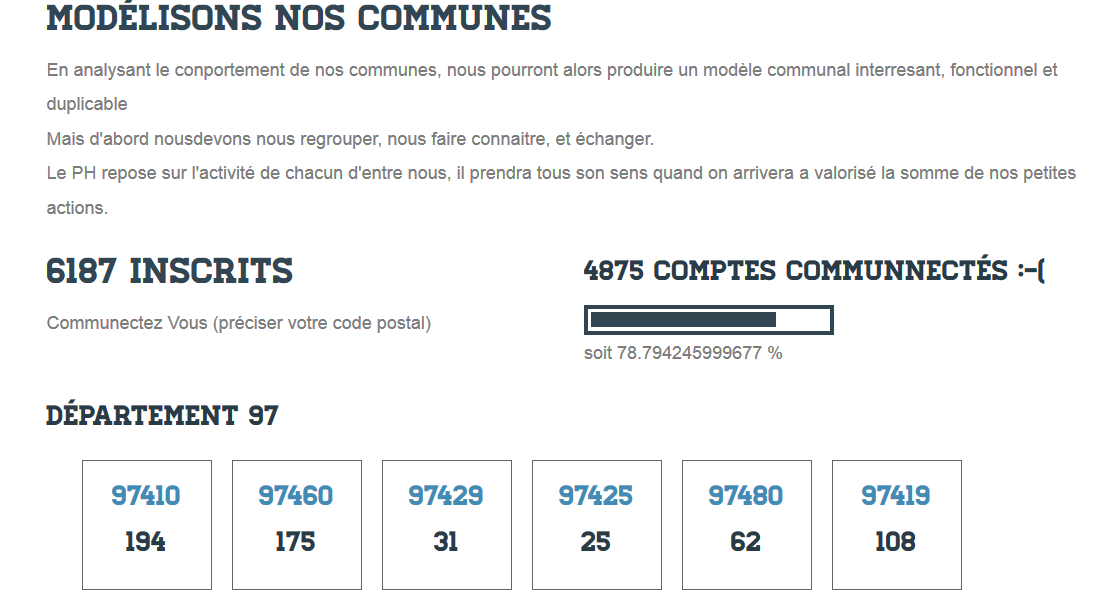 MODÉLISONS NOS COMMUNES
En analysant le conportement de nos communes, nous pourront alors produire un modèle communal interresant, fonctionnel et
duplicable
Mais d'abord nousdevons nous regrouper, nous faire connaitre, et échanger.
Le PH repose sur l'activité de chacun d'entre nous, il prendra tous son sens quand on arrivera a valorisé la somme de nos petites
actions.
6187 INSCRITS
Communectez Vous (préciser votre code postal)
4875 COMPTES COMMUNNECTÉS :-(
soit 78.794245999677 %
DÉPARTEMENT 97
97410 97460 97429 97425 97480 97419
194 175 31 25 62 108